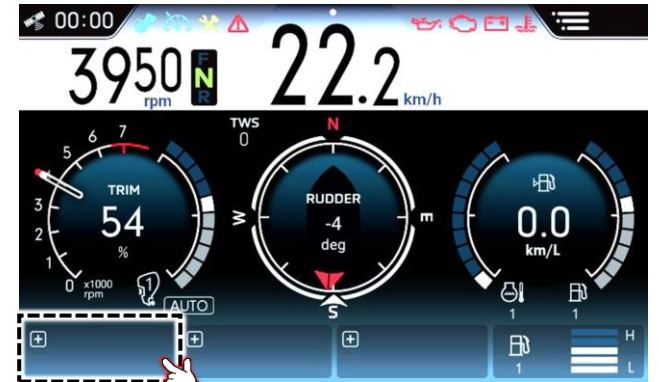 00:00
3950 rpm
F
N
R
22.2 km/h
TWS
0
N
W
E
S
0 1 2 3 5 6 7
x1000
rpm
TRIM
54
%
1
AUTO
RUDDER
-4
deg
0.0
km/L
1
1
1
H
L